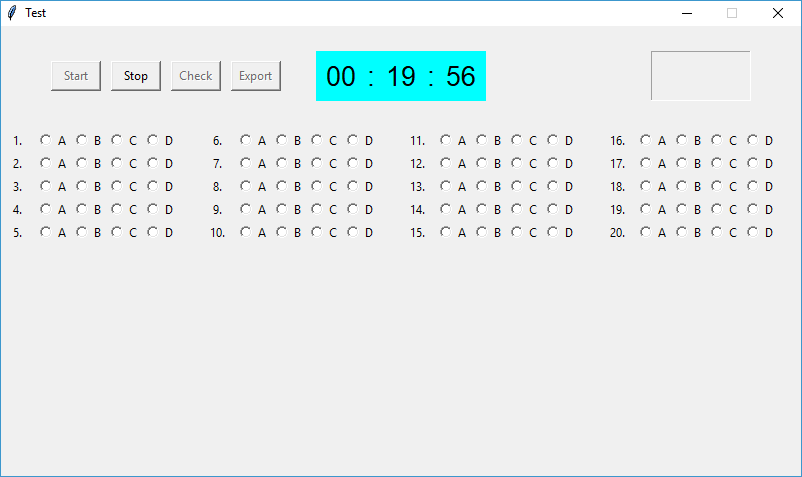 Test
Start Stop Check Export 00 : 19 : 56
1. A B C D 6. A B C D 11. A B C D 16. A B C D
2. A B C D 7. A B C D 12. A B C D 17. A B C D
3. A B C D 8. A B C D 13. A B C D 18. A B C D
4. A B C D 9. A B C D 14. A B C D 19. A B C D
5. A B C D 10. A B C D 15. A B C D 20. A B C D